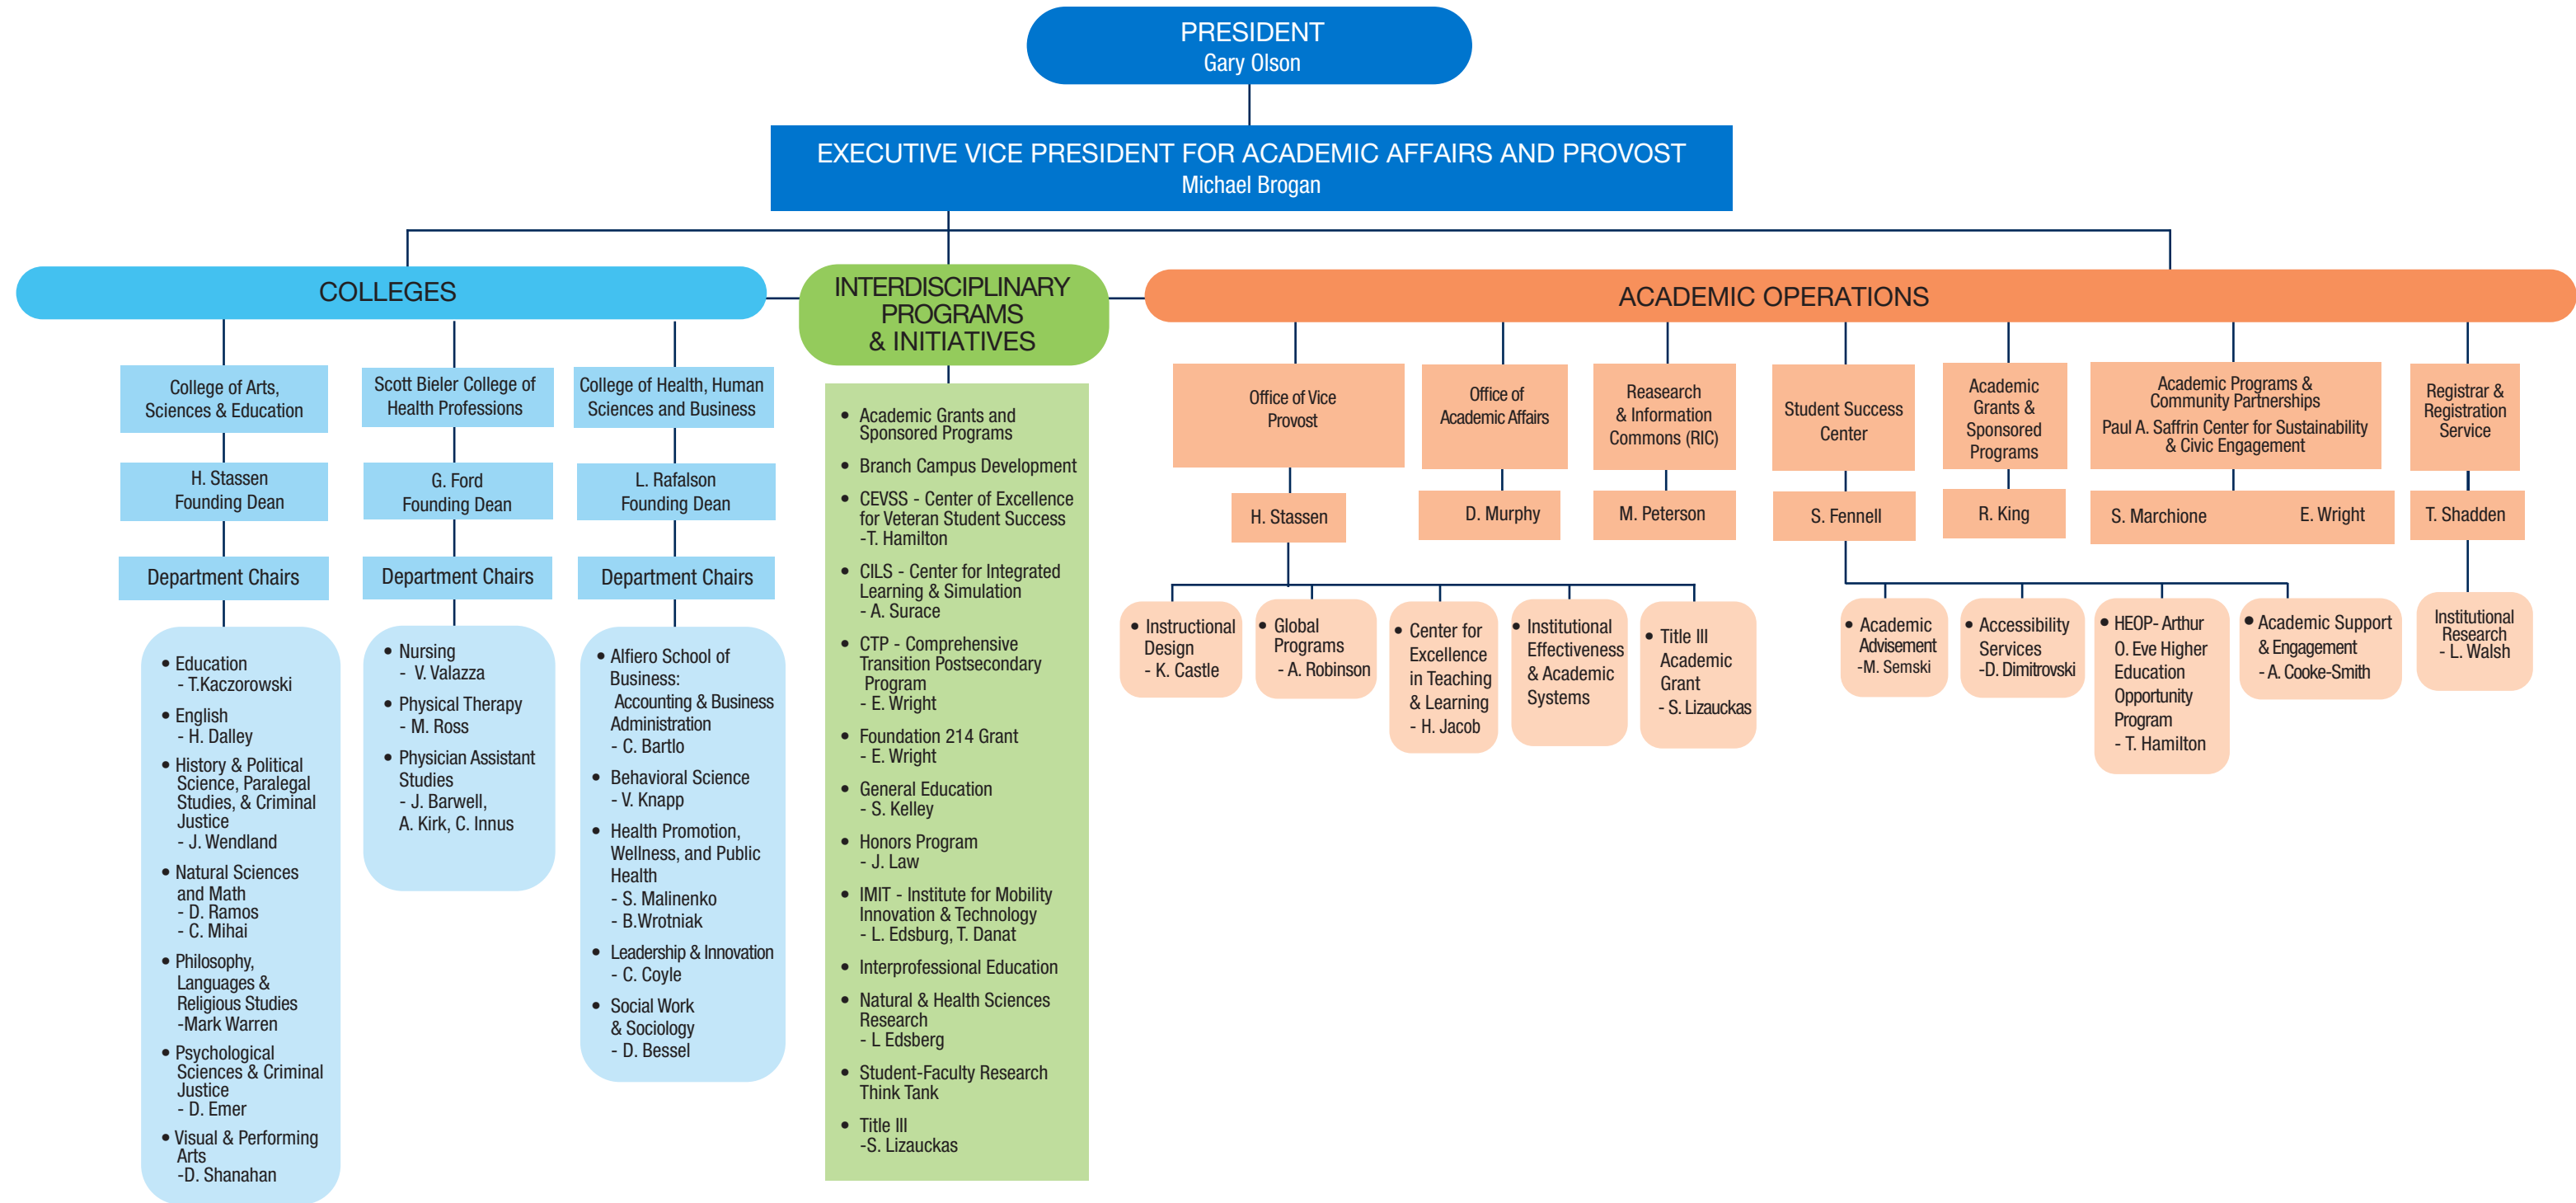 PRESIDENT
Gary Olson
EXECUTIVE VICE PRESIDENT FOR ACADEMIC AFFAIRS AND PROVOST
Michael Brogan
COLLEGES
College of Arts,
Sciences & Education
H. Stassen
Founding Dean
Department Chairs
• Education
- T.Kaczorowski
• English
- H. Dalley
• History & Political
Science, Paralegal
Studies, & Criminal
Justice
- J. Wendland
• Natural Sciences
and Math
- D. Ramos
- C. Mihai
• Philosophy,
Languages &
Religious Studies
-Mark Warren
• Psychological
Sciences & Criminal
Justice
- D. Emer
• Visual & Performing
Arts
-D. Shanahan
Scott Bieler College of
Health Professions
G. Ford
Founding Dean
Department Chairs
• Nursing
- V. Valazza
• Physical Therapy
- M. Ross
• Physician Assistant
Studies
- J. Barwell,
A. Kirk, C. Innus
College of Health, Human
Sciences and Business
L. Rafalson
Founding Dean
Department Chairs
• Alfiero School of
Business:
Accounting & Business
Administration
- C. Bartlo
• Behavioral Science
- V. Knapp
• Health Promotion,
Wellness, and Public
Health
- S. Malinenko
- B.Wrotniak
• Leadership & Innovation
- C. Coyle
• Social Work
& Sociology
- D. Bessel
INTERDISCIPLINARY
PROGRAMS
& INITIATIVES
• Academic Grants and
Sponsored Programs
• Branch Campus Development
• CEVSS - Center of Excellence
for Veteran Student Success
-T. Hamilton
• CILS - Center for Integrated
Learning & Simulation
- A. Surace
• CTP - Comprehensive
Transition Postsecondary
Program
- E. Wright
• Foundation 214 Grant
- E. Wright
• General Education
- S. Kelley
• Honors Program
- J. Law
• IMIT - Institute for Mobility
Innovation & Technology
- L. Edsburg, T. Danat
• Interprofessional Education
• Natural & Health Sciences
Research
- L Edsberg
• Student-Faculty Research
Think Tank
• Title III
-S. Lizauckas
ACADEMIC OPERATIONS
Office of Vice
Provost
H. Stassen
• Instructional
Design
- K. Castle
• Global
Programs
- A. Robinson
• Center for
Excellence
in Teaching
& Learning
- H. Jacob
• Institutional
Effectiveness
& Academic
Systems
• Title III
Academic
Grant
- S. Lizauckas
Office of
Academic Affairs
D. Murphy
Reasearch
& Information
Commons (RIC)
M. Peterson
Student Success
Center
S. Fennell
• Academic
Advisement
-M. Semski
• Accessibility
Services
-D. Dimitrovski
• HEOP- Arthur
O. Eve Higher
Education
Opportunity
Program
- T. Hamilton
• Academic Support
& Engagement
- A. Cooke-Smith
Academic
Grants &
Sponsored
Programs
R. King
Academic Programs &
Community Partnerships
Paul A. Saffrin Center for Sustainability
& Civic Engagement
S. Marchione
E. Wright
Registrar &
Registration
Service
T. Shadden
Institutional
Research
- L. Walsh